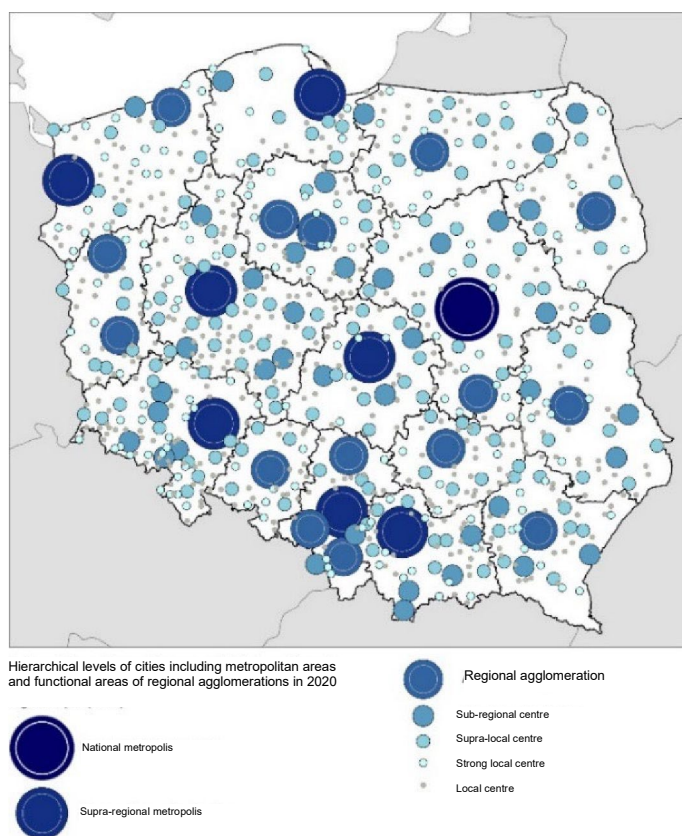 Hierarchical levels of cities including metropolitan areas
and functional areas of regional agglomerations in 2020
National metropolis
Supra-regional metropolis
Regional agglomeration
Sub-regional centre
Supra-local centre
Strong local centre
Local centre